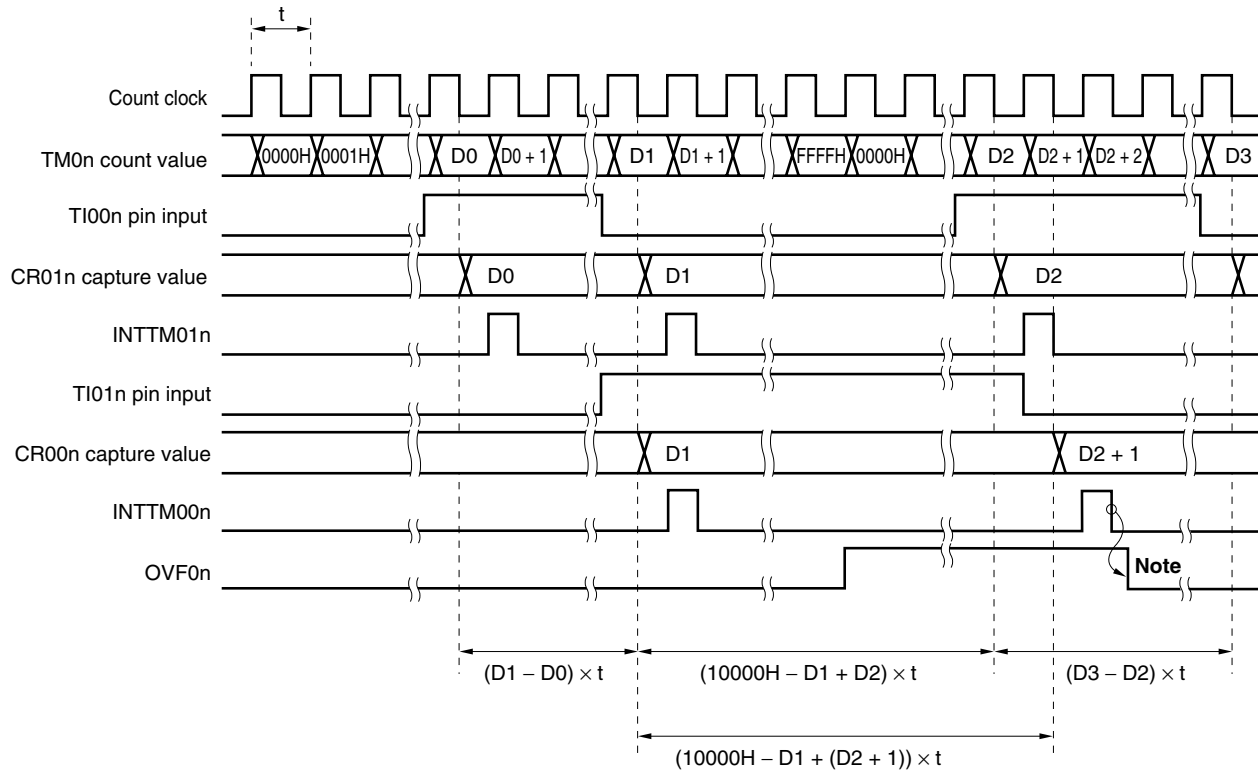 t
Count clock
TM0n count value 0000H 0001H D0 D0 + 1 D1 D1 + 1 FFFFH 0000H D2 D2 + 1 D2 + 2 D3
TI00n pin input
CR01n capture value D0 D1 D2
INTTM01n
TI01n pin input
CR00n capture value D1 D2 + 1
INTTM00n
OVF0n Note
(D1 – D0) × t (10000H – D1 + D2) × t (D3 – D2) × t
(10000H – D1 + (D2 + 1)) × t